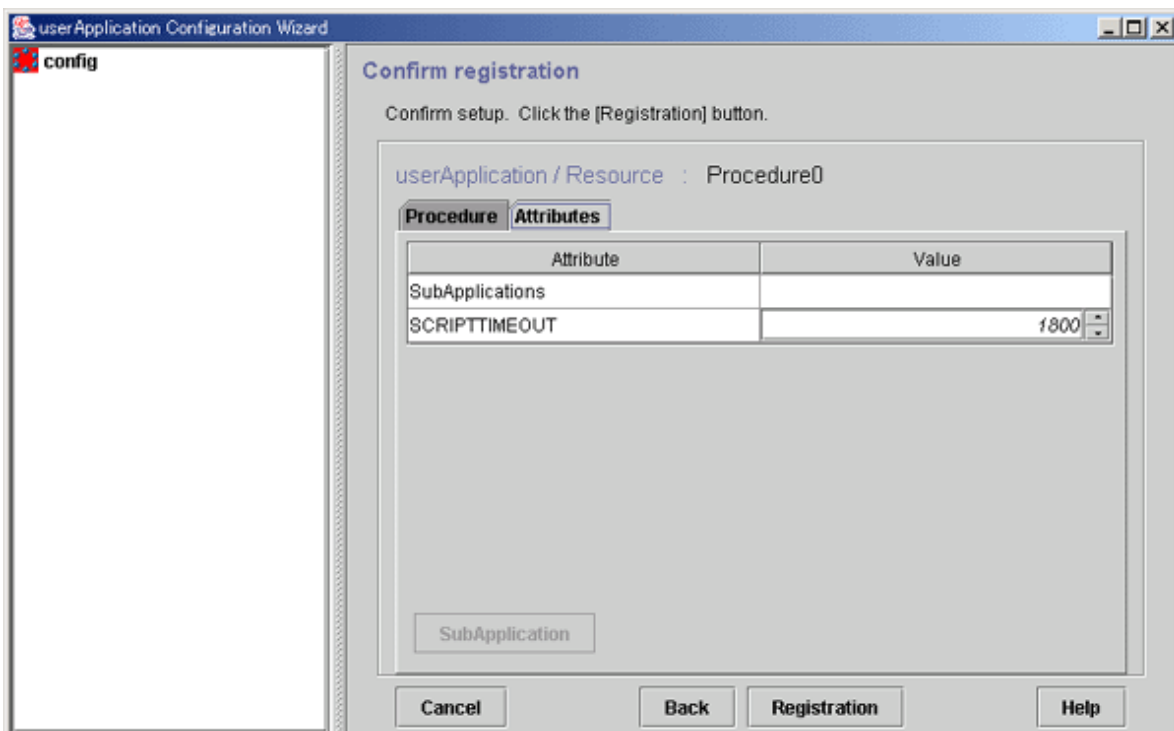 userApplication Configuration Wizard
config
Confirm registration
Confirm setup. Click the [Registration] button.
userApplication / Resource : Procedure0
Procedure Attributes
Attribute Value
SubApplications
SCRIPTTIMEOUT 1800
SubApplication
Cancel Back Registration Help